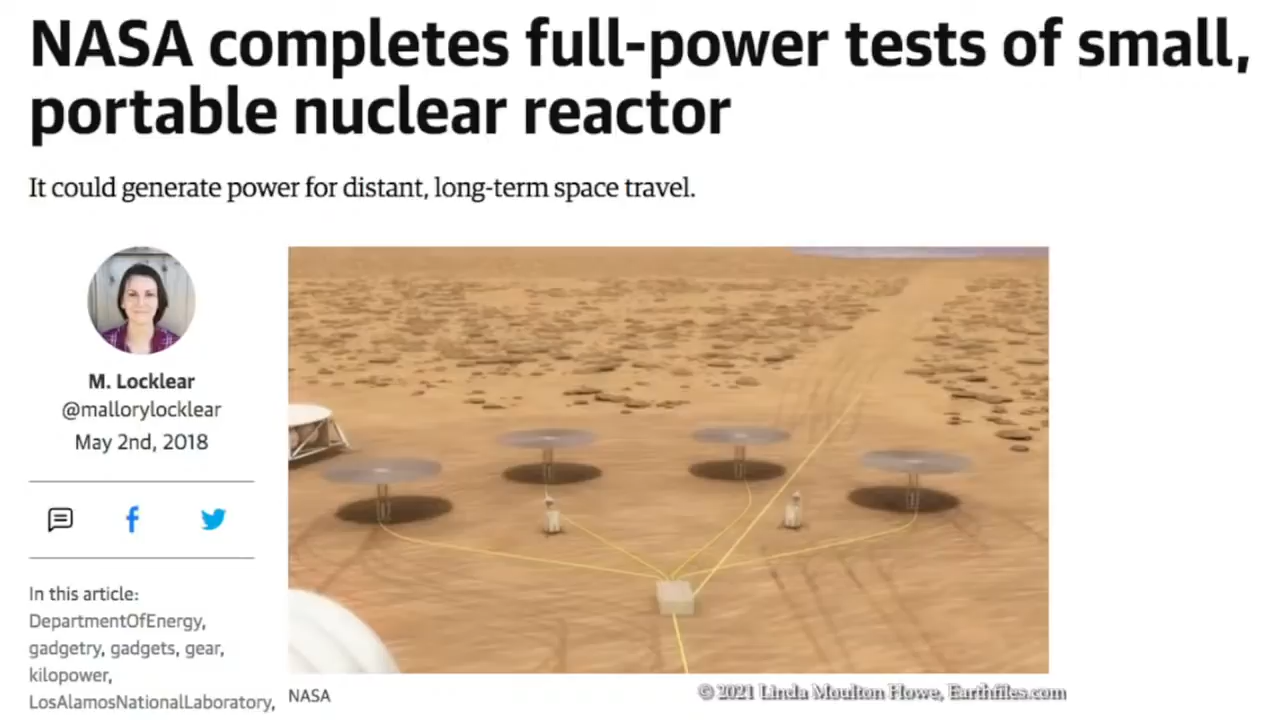 NASA completes full-power tests of small,
portable nuclear reactor
It could generate power for distant, long-term space travel.
M. Locklear
@mallorylocklear
May 2nd, 2018
In this article:
DepartmentOfEnergy,
gadgetry, gadgets, gear,
kilopower,
LosAlamosNationalLaboratory,
NASA
© 2021 Linda Moulton Howe, Earthfiles.com